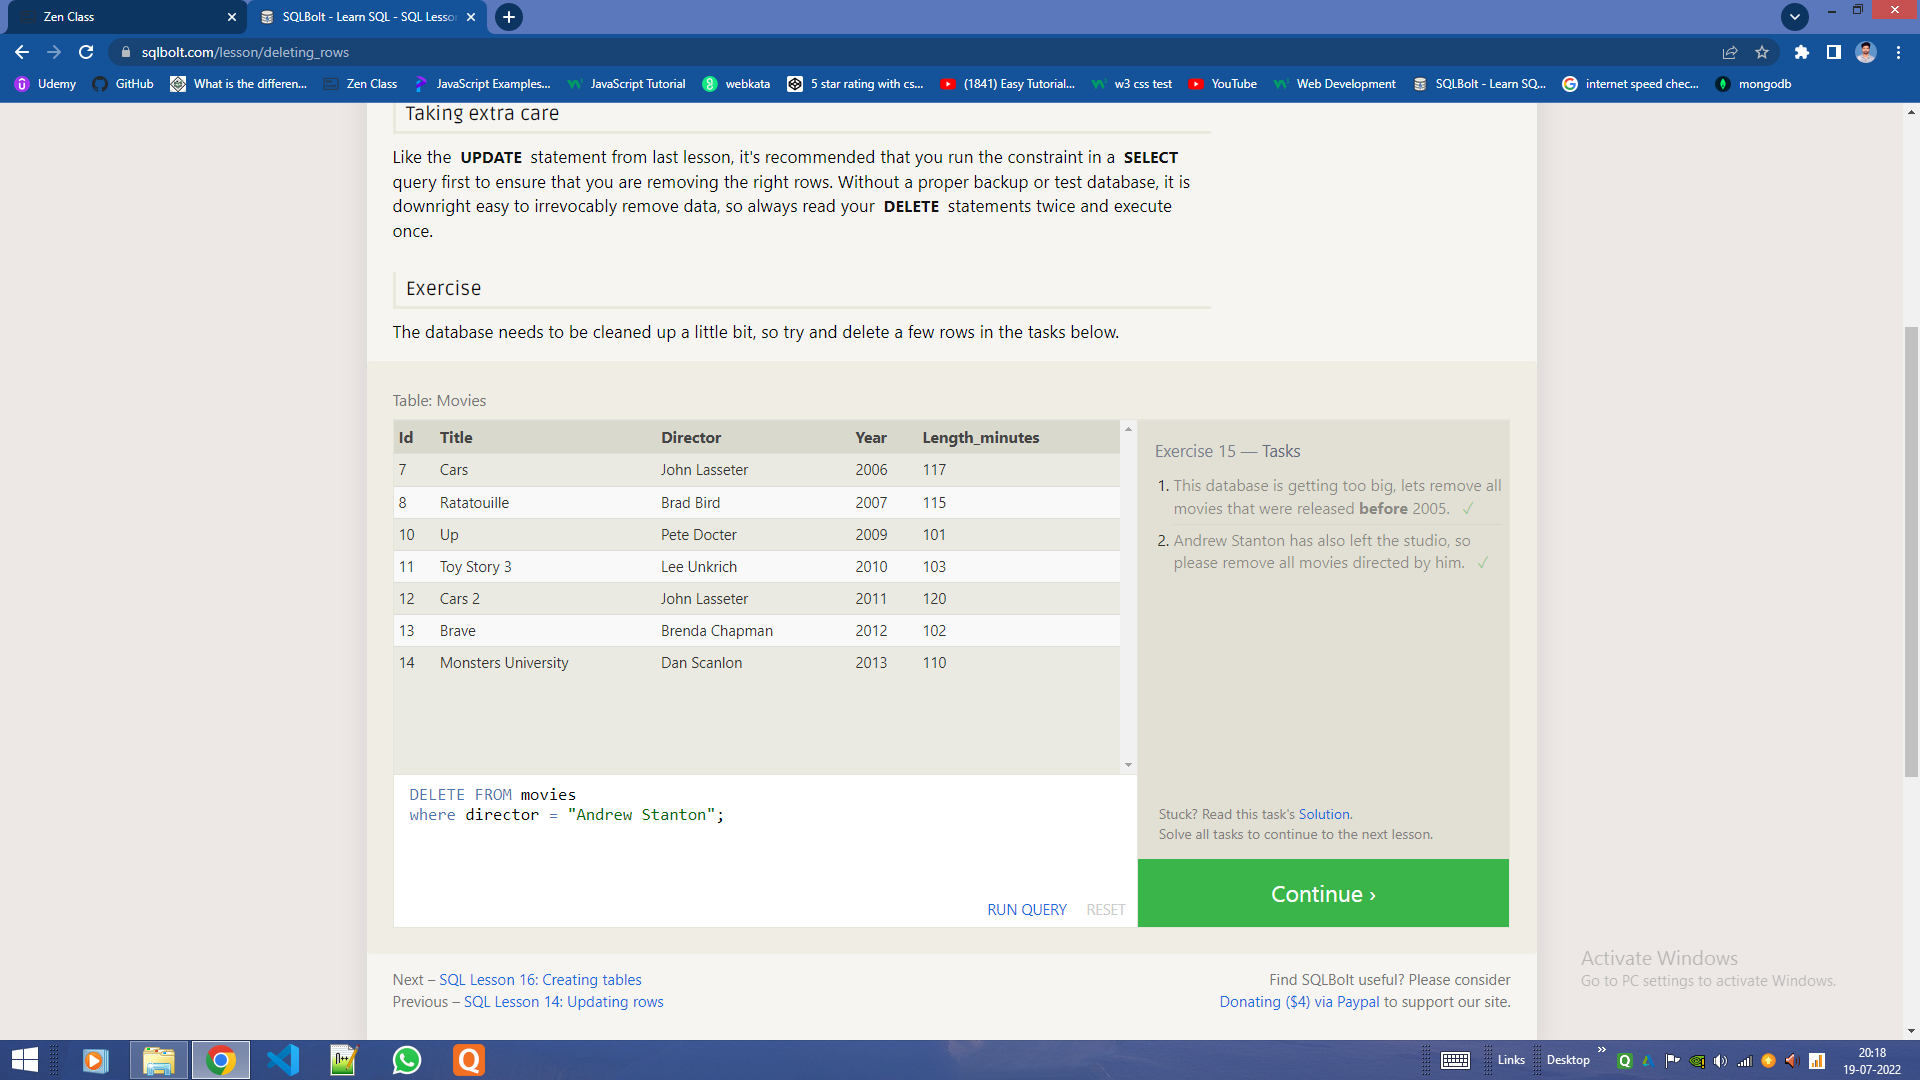 Zen Class
SQLBolt - Learn SQL - SQL Lesson
sqlbolt.com/lesson/deleting_rows
Udemy GitHub What is the differen... Zen Class JavaScript Examples... JavaScript Tutorial webkata 5 star rating with cs... (1841) Easy Tutorial... w3 css test YouTube Web Development SQLBolt - Learn SQ... internet speed chec... mongodb
Taking extra care
Like the UPDATE statement from last lesson, it's recommended that you run the constraint in a SELECT
query first to ensure that you are removing the right rows. Without a proper backup or test database, it is
downright easy to irrevocably remove data, so always read your DELETE statements twice and execute
once.
Exercise
The database needs to be cleaned up a little bit, so try and delete a few rows in the tasks below.
Table: Movies
Id Title Director Year Length_minutes
7 Cars John Lasseter 2006 117
8 Ratatouille Brad Bird 2007 115
10 Up Pete Docter 2009 101
11 Toy Story 3 Lee Unkrich 2010 103
12 Cars 2 John Lasseter 2011 120
13 Brave Brenda Chapman 2012 102
14 Monsters University Dan Scanlon 2013 110
DELETE FROM movies
where director = "Andrew Stanton";
RUN QUERY RESET
Exercise 15 — Tasks
1. This database is getting too big, lets remove all
movies that were released before 2005. ✓
2. Andrew Stanton has also left the studio, so
please remove all movies directed by him. ✓
Stuck? Read this task's Solution.
Solve all tasks to continue to the next lesson.
Continue ›
Next – SQL Lesson 16: Creating tables
Previous – SQL Lesson 14: Updating rows
Find SQLBolt useful? Please consider
Donating ($4) via Paypal to support our site.
Activate Windows
Go to PC settings to activate Windows.
Links Desktop
20:18
19-07-2022